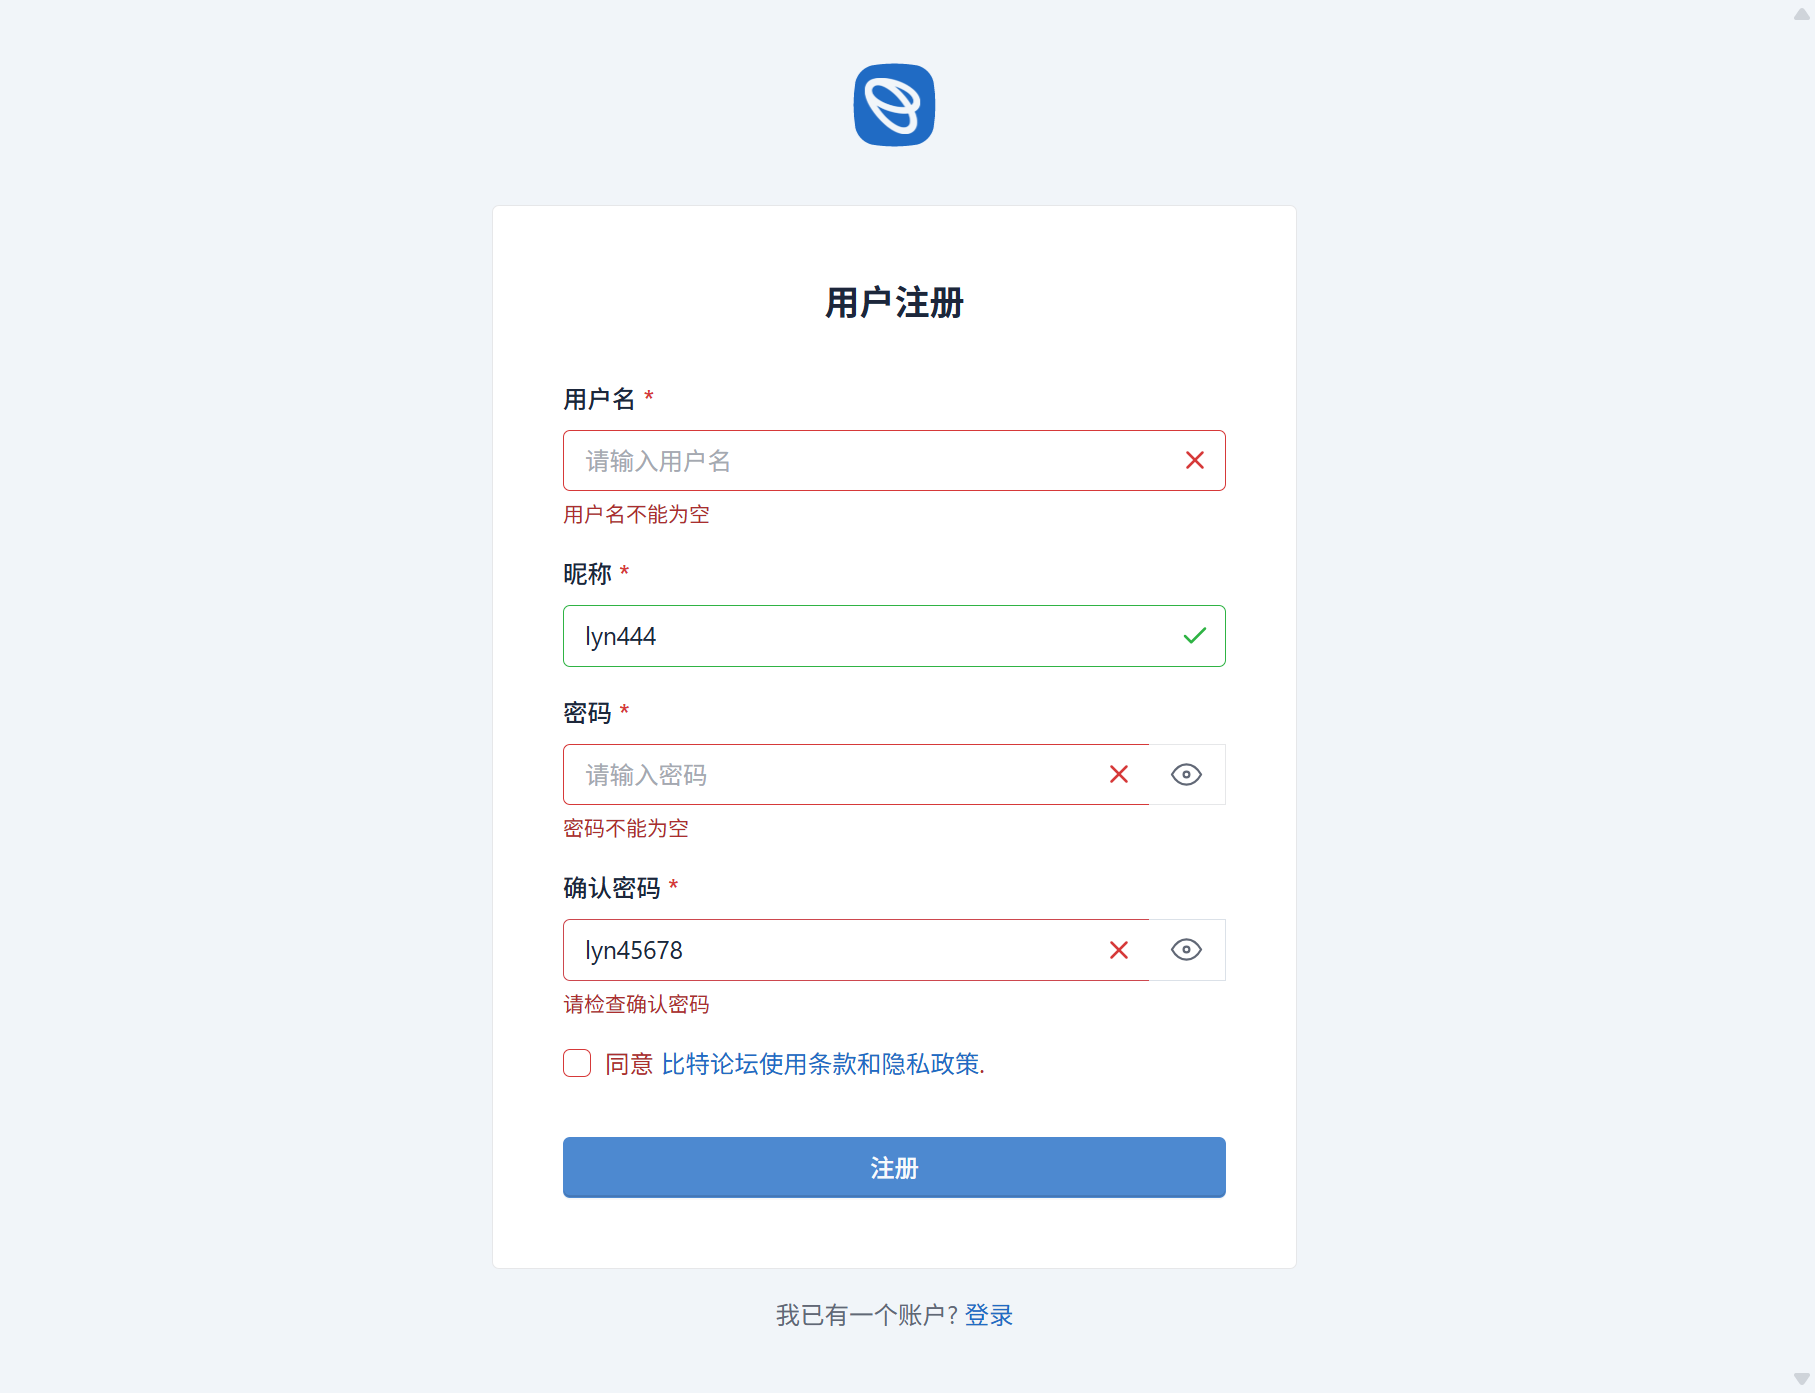 用户注册
用户名 *
请输入用户名
用户名不能为空
昵称 *
lyn444
密码 *
请输入密码
密码不能为空
确认密码 *
lyn45678
请检查确认密码
同意 比特论坛使用条款和隐私政策.
注册
我已有一个账户? 登录